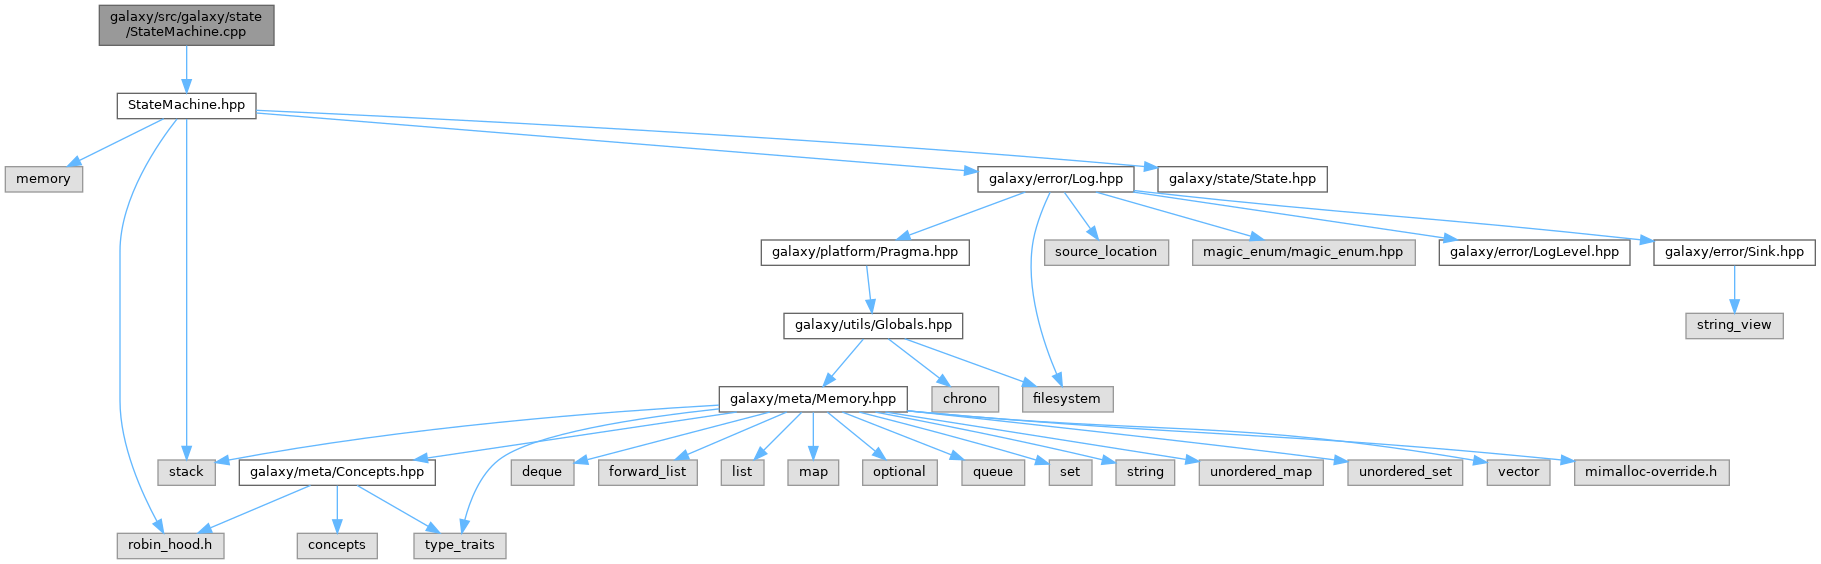 galaxy/src/galaxy/state
/StateMachine.cpp
StateMachine.hpp
memory
galaxy/error/Log.hpp
galaxy/state/State.hpp
galaxy/platform/Pragma.hpp
source_location
magic_enum/magic_enum.hpp
galaxy/error/LogLevel.hpp
galaxy/error/Sink.hpp
galaxy/utils/Globals.hpp
string_view
galaxy/meta/Memory.hpp
chrono
filesystem
stack
galaxy/meta/Concepts.hpp
deque
forward_list
list
map
optional
queue
set
string
unordered_map
unordered_set
vector
mimalloc-override.h
robin_hood.h
concepts
type_traits